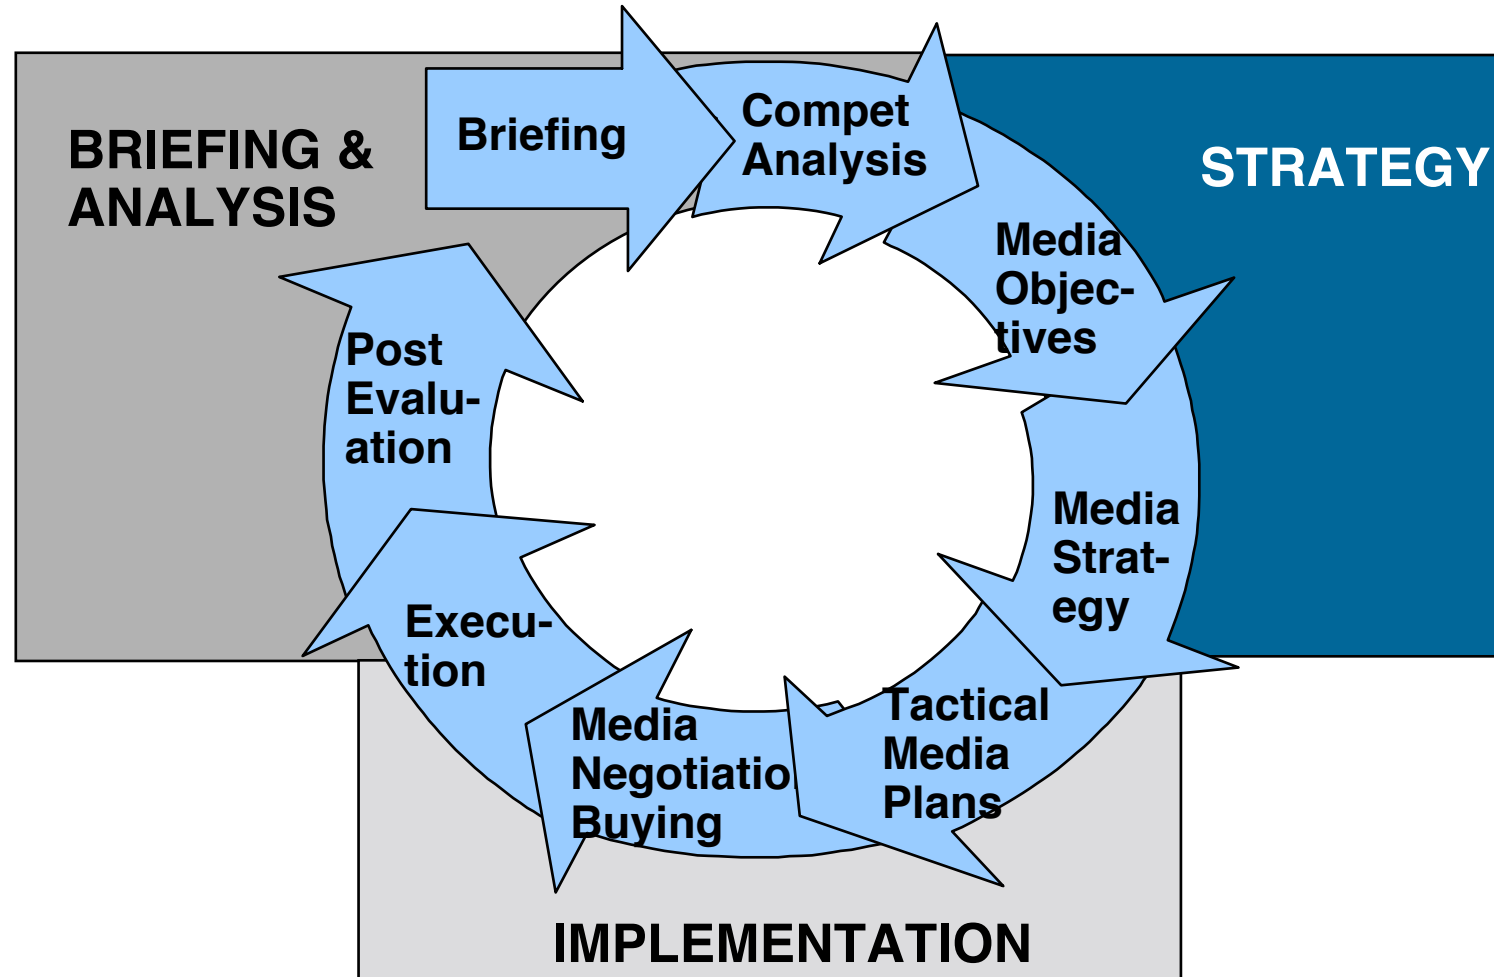 BRIEFING &
ANALYSIS
Briefing
Compet
Analysis
STRATEGY
Media
Objec-
tives
Media
Strat-
egy
Tactical
Media
Plans
Media
Negotiatio
Buying
Execu-
tion
Post
Evalu-
ation
IMPLEMENTATION